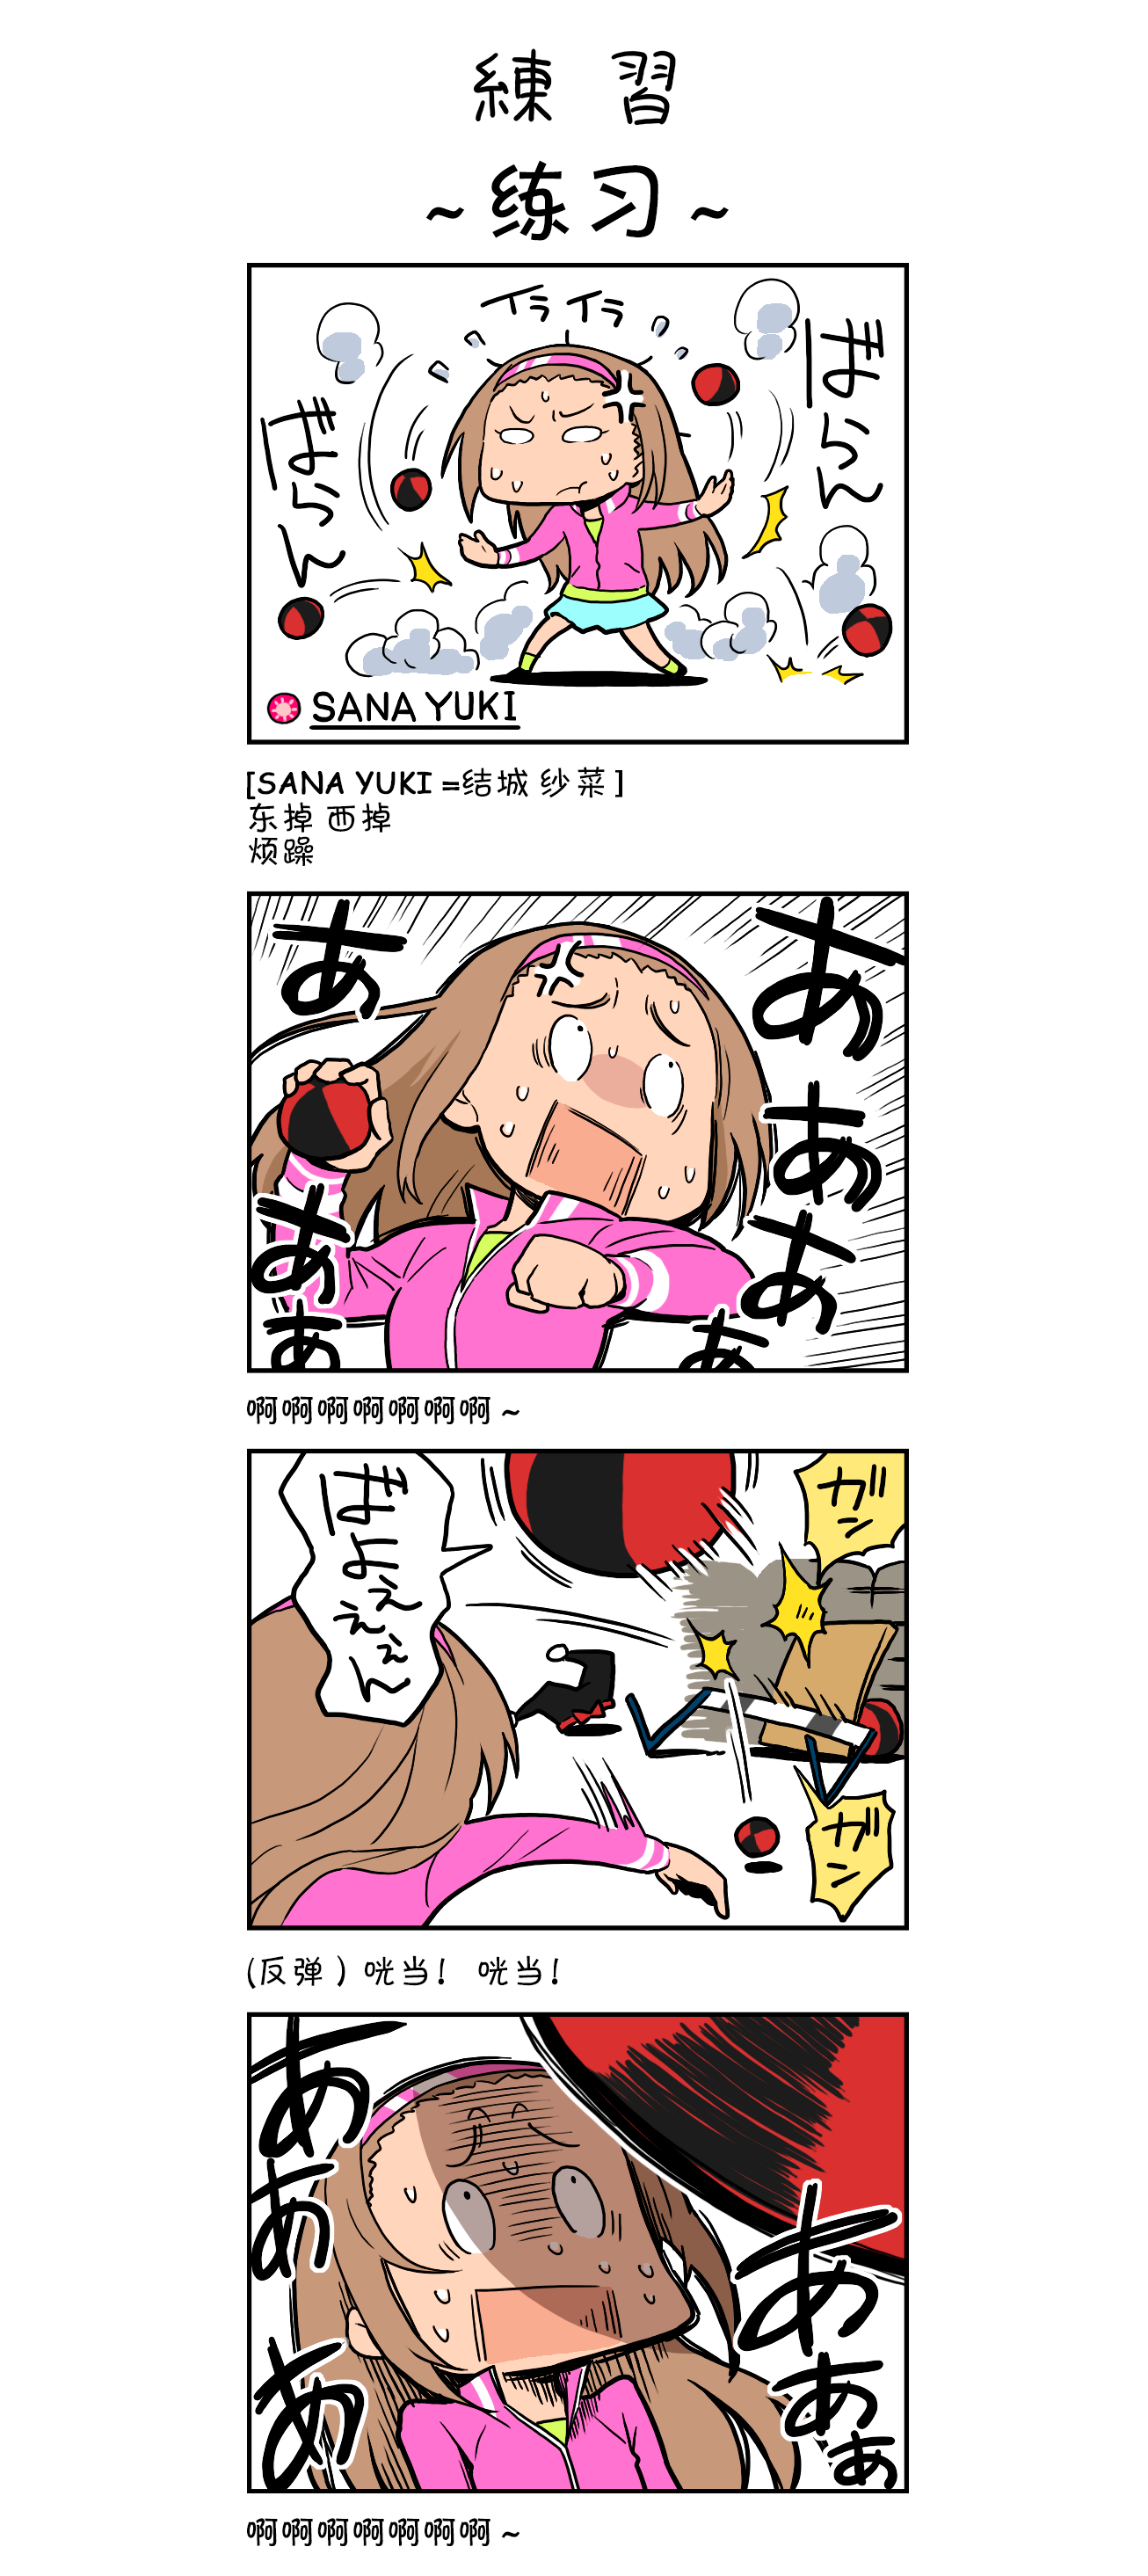 練習
~练习~
イライラ
ばらん
ばらん
SANA YUKI
[SANA YUKI =结城 纱菜]
东掉 西掉
烦躁
あ
あ
あ
あ
あ
あ
あ
啊啊啊啊啊啊啊 ~
ガン
ばよえぇぇん
ガン
(反弹) 咣当! 咣当!
あ
あ
あ
あ
あ
ぁ
啊啊啊啊啊啊啊 ~